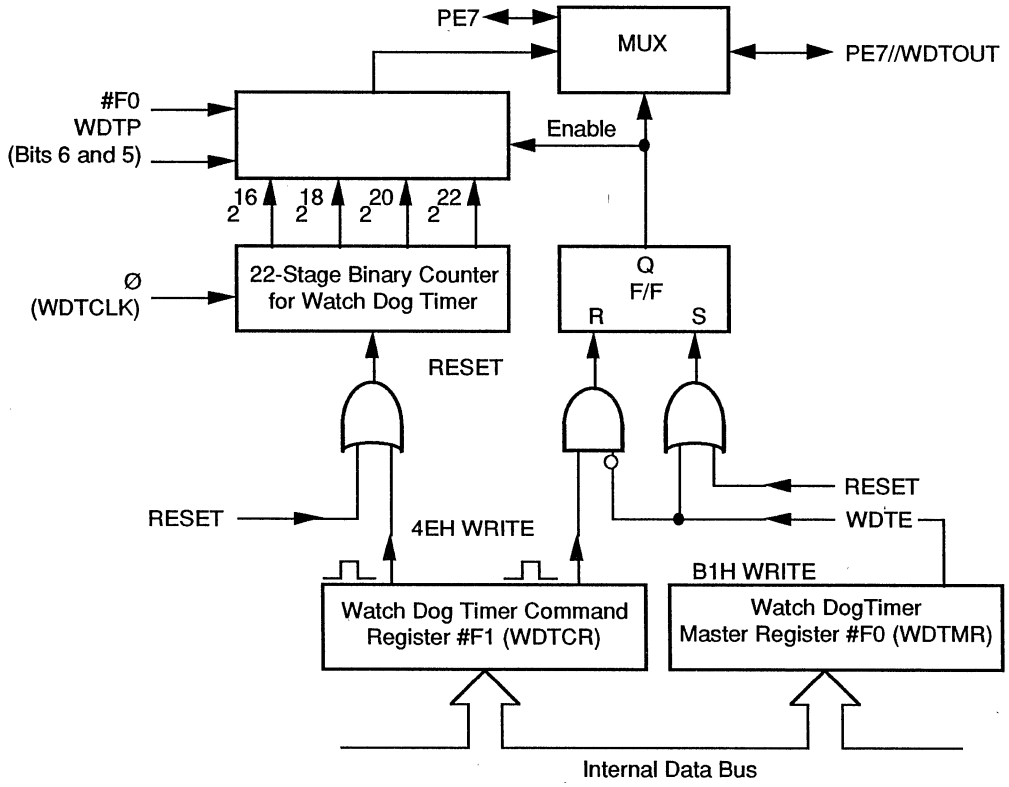 PE7
MUX
PE7//WDTOUT
#F0
WDTP
(Bits 6 and 5)
Enable
2^16
2^18
2^20
2^22
Ø
(WDTCLK)
22-Stage Binary Counter
for Watch Dog Timer
Q
F/F
R
S
RESET
RESET
RESET
WDTE
4EH WRITE
B1H WRITE
Watch Dog Timer Command
Register #F1 (WDTCR)
Watch DogTimer
Master Register #F0 (WDTMR)
Internal Data Bus